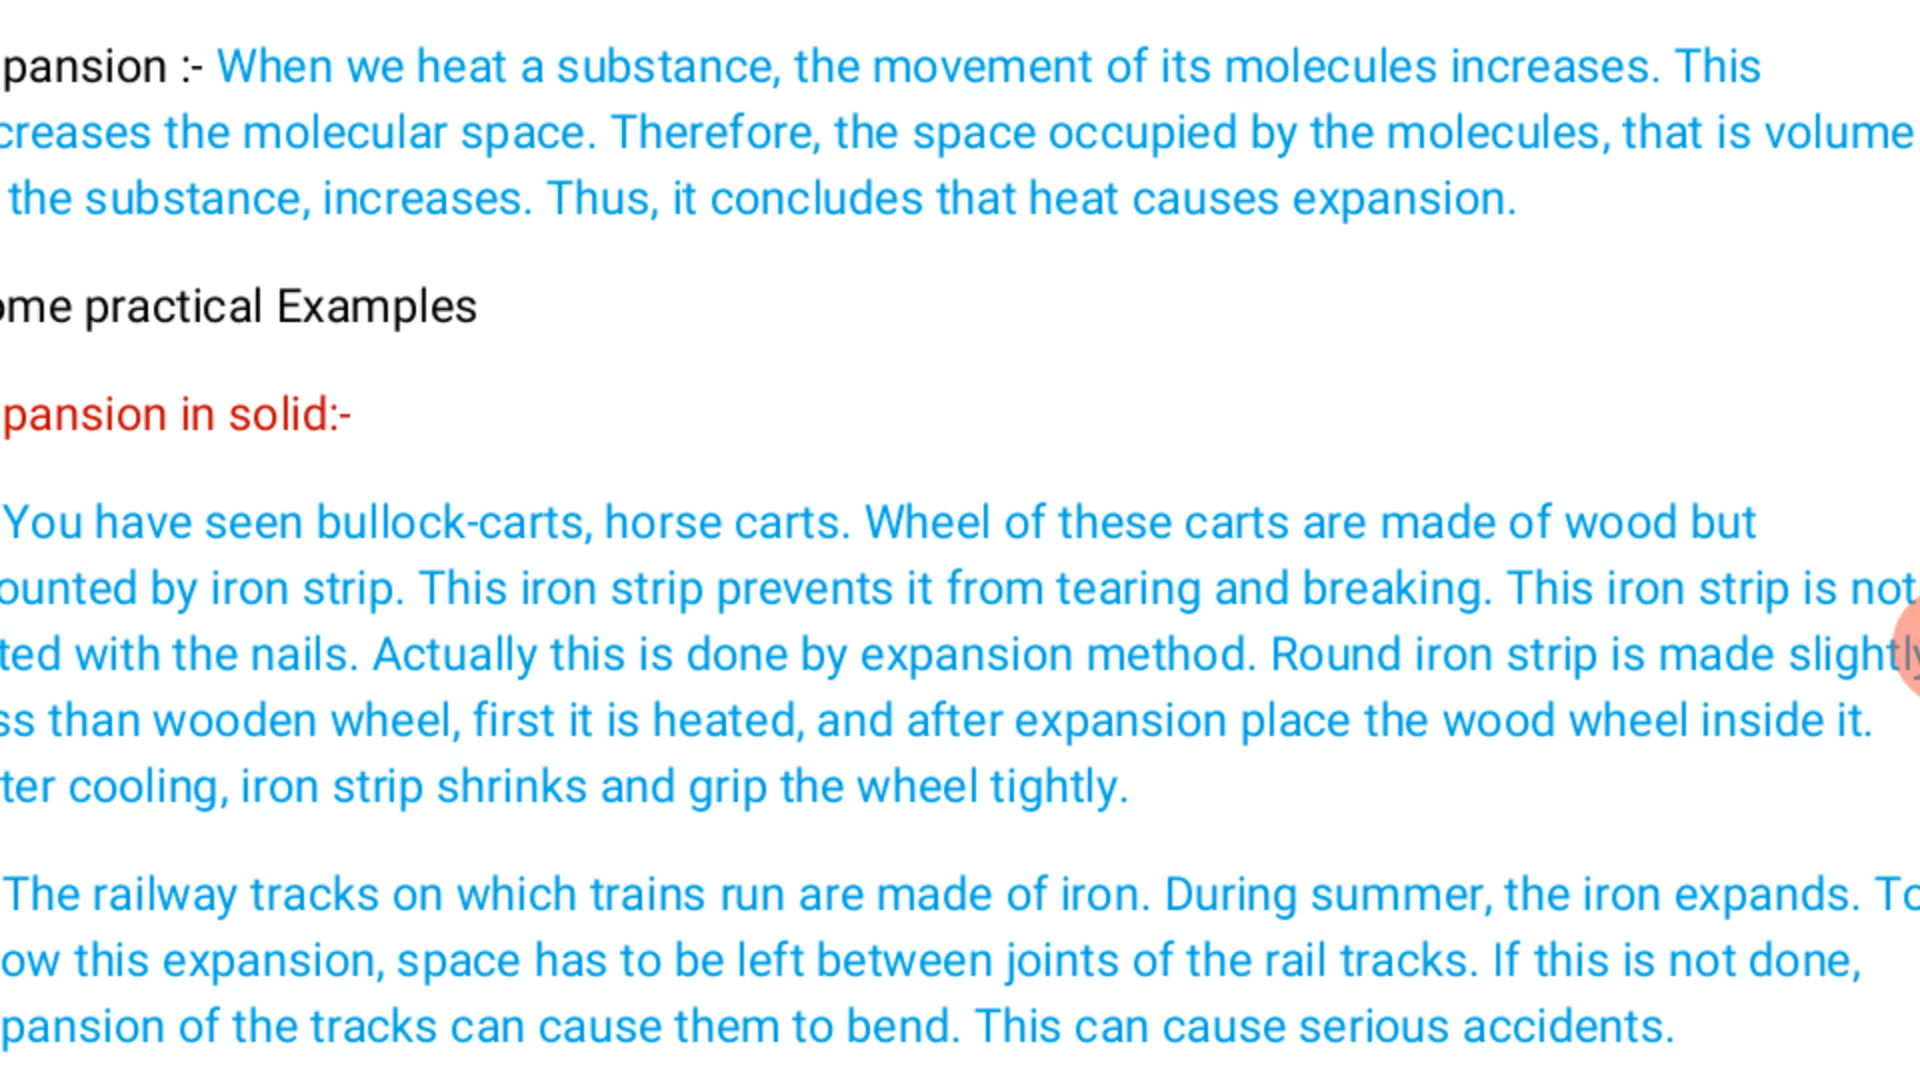 pansion :- When we heat a substance, the movement of its molecules increases. This
creases the molecular space. Therefore, the space occupied by the molecules, that is volume
the substance, increases. Thus, it concludes that heat causes expansion.
ome practical Examples
pansion in solid:-
You have seen bullock-carts, horse carts. Wheel of these carts are made of wood but
ounted by iron strip. This iron strip prevents it from tearing and breaking. This iron strip is not
ted with the nails. Actually this is done by expansion method. Round iron strip is made slightly
ss than wooden wheel, first it is heated, and after expansion place the wood wheel inside it.
ter cooling, iron strip shrinks and grip the wheel tightly.
The railway tracks on which trains run are made of iron. During summer, the iron expands. To
ow this expansion, space has to be left between joints of the rail tracks. If this is not done,
pansion of the tracks can cause them to bend. This can cause serious accidents.